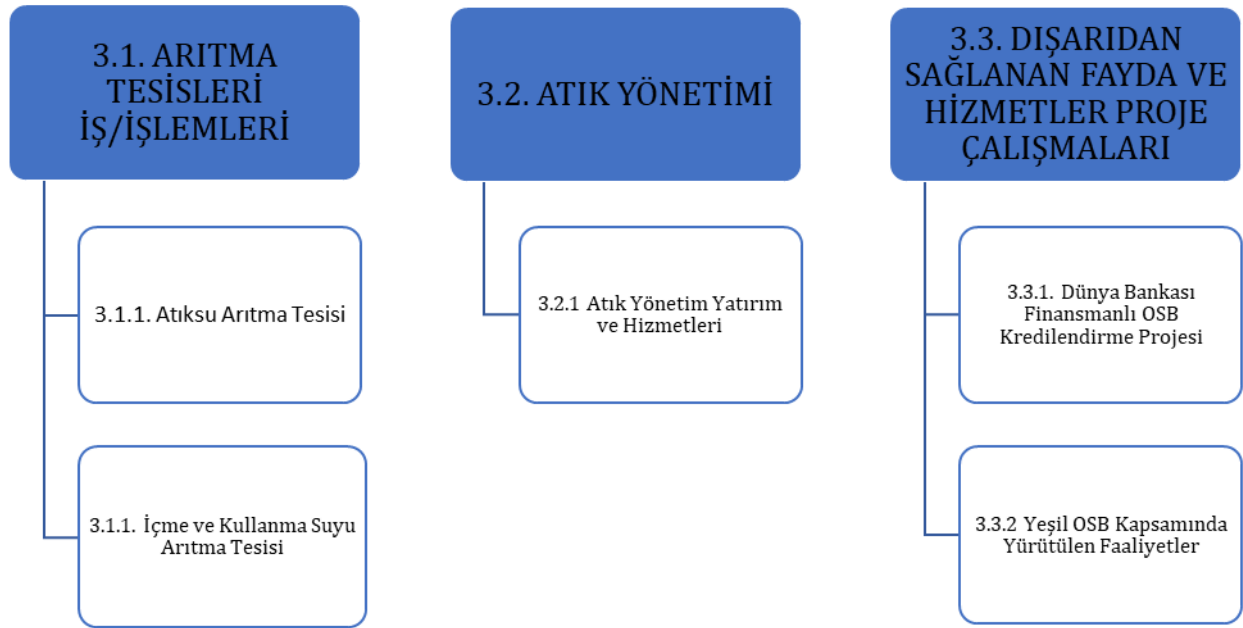 3.1. ARITMA
TESİSLERİ
İŞ/İŞLEMLERİ
3.1.1. Atıksu Arıtma Tesisi
3.1.1. İçme ve Kullanma Suyu
Arıtma Tesisi
3.2. ATIK YÖNETİMİ
3.2.1 Atık Yönetim Yatırım
ve Hizmetleri
3.3. DIŞARIDAN
SAĞLANAN FAYDA VE
HİZMETLER PROJE
ÇALIŞMALARI
3.3.1. Dünya Bankası
Finansmanlı OSB
Kredilendirme Projesi
3.3.2 Yeşil OSB Kapsamında
Yürütülen Faaliyetler